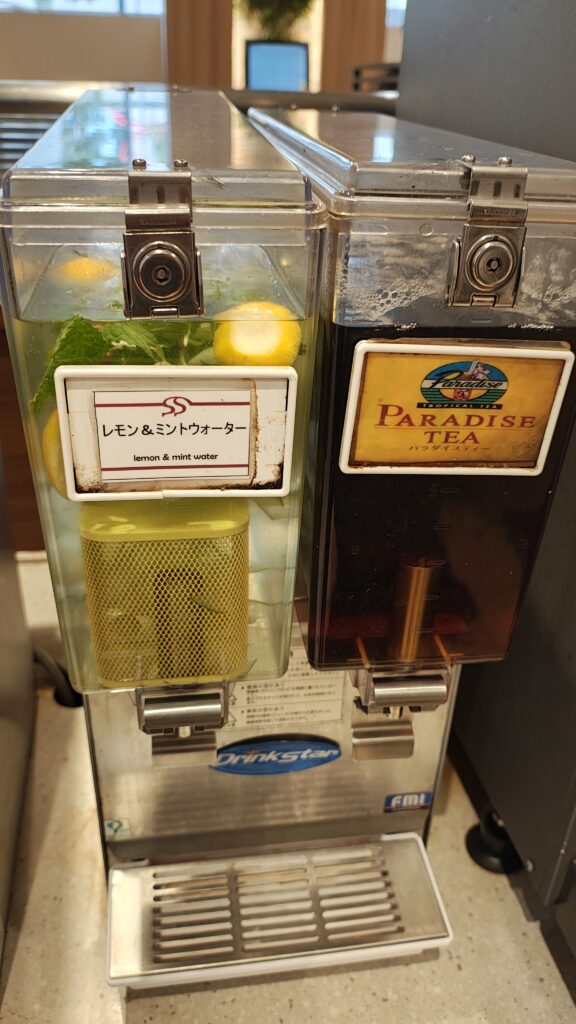 レモン＆ミントウォーター
lemon & mint water
Paradise
TROPICAL TEA
PARADISE
TEA
パラダイスティー
DrinkStar
FMI